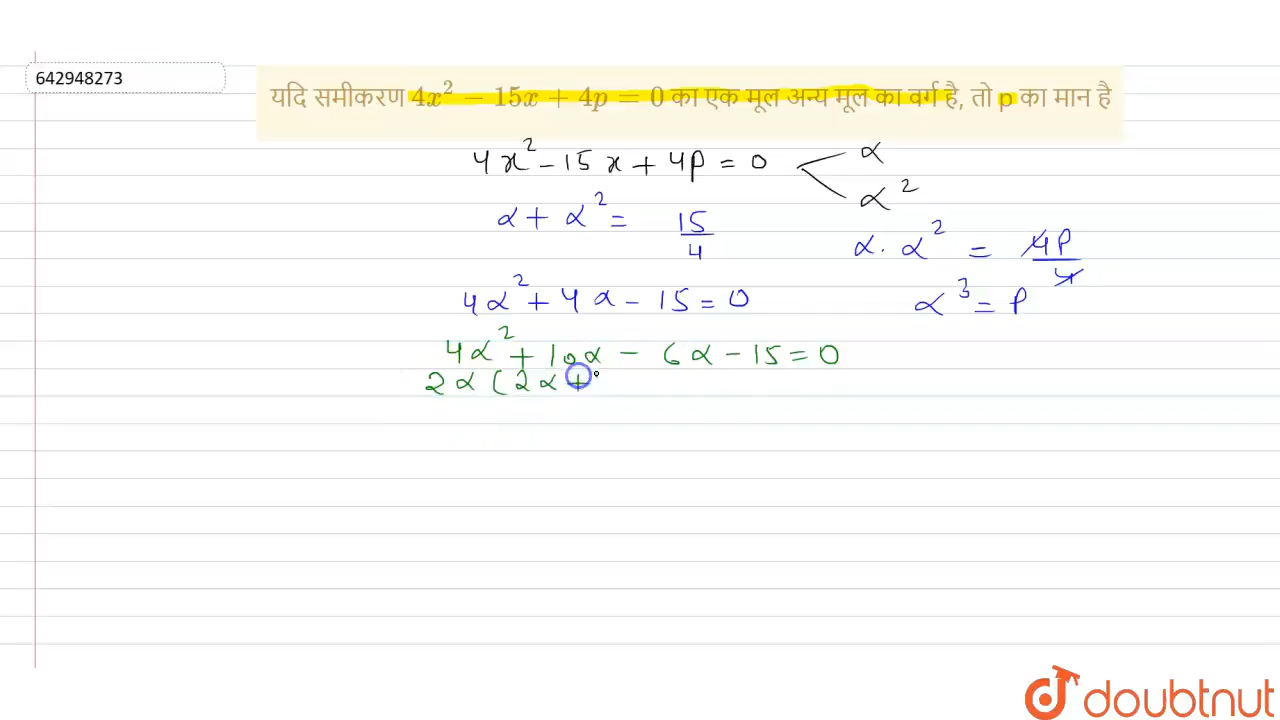 642948273
यदि समीकरण 4x² − 15x + 4p = 0 का एक मूल अन्य मूल का वर्ग है, तो p का मान है
4x² − 15x + 4P = 0 < α
α²
α + α² = 15/4
α · α² = 4P/4
4α² + 4α − 15 = 0
α³ = P
4α² + 10α − 6α − 15 = 0
2α (2α +
doubtnut